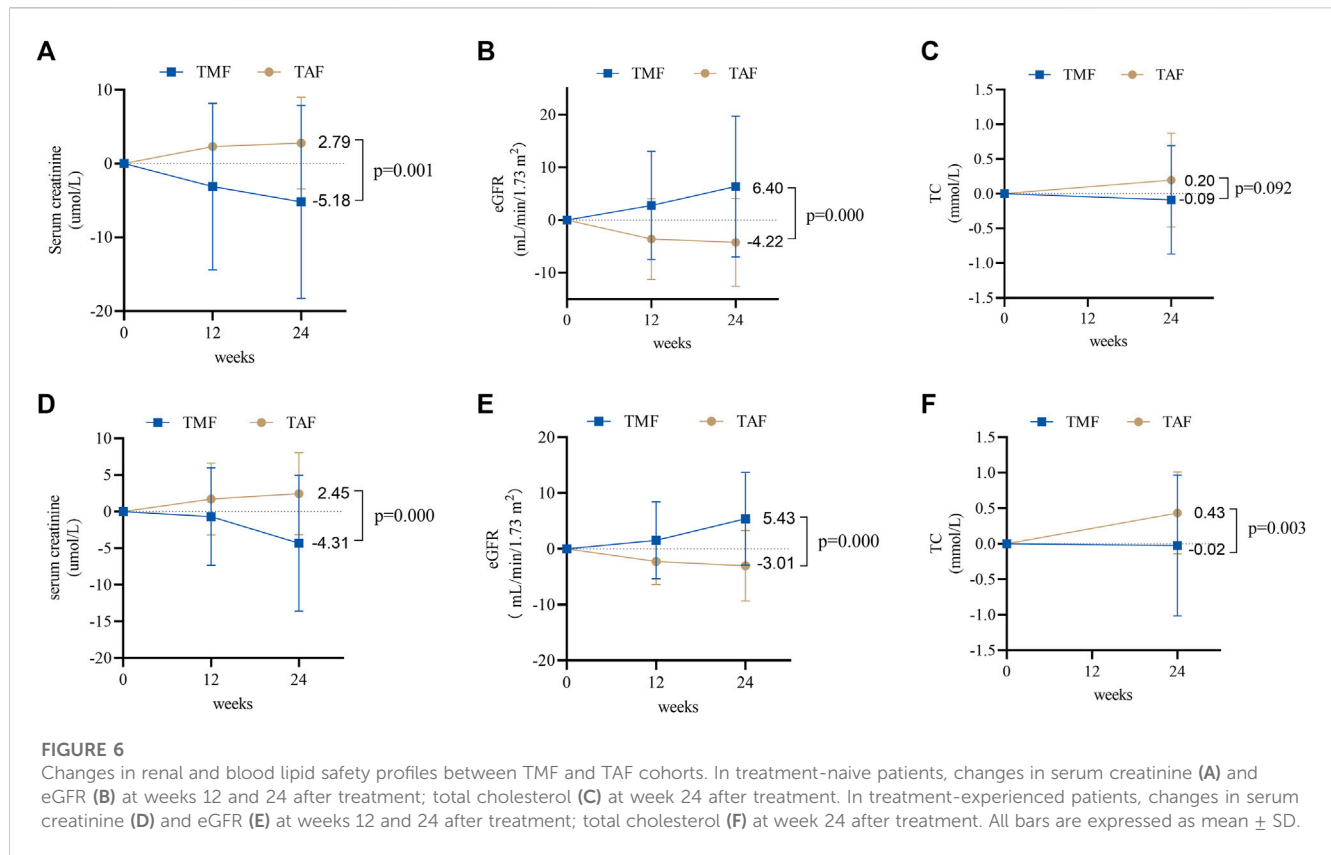 A
TMF TAF
10
0
-10
-20
Serum creatinine
(umol/L)
2.79
-5.18
p=0.001
0 12 24
weeks
B
TMF TAF
20
10
0
-10
eGFR
(mL/min/1.73 m²)
6.40
-4.22
p=0.000
0 12 24
weeks
C
TMF TAF
1.5
1.0
0.5
0.0
-0.5
-1.0
-1.5
TC
(mmol/L)
0.20
-0.09
p=0.092
0 12 24
weeks
D
TMF TAF
10
5
0
-5
-10
-15
-20
serum creatinine
(umol/L)
2.45
-4.31
p=0.000
0 12 24
weeks
E
TMF TAF
20
10
0
-10
-20
eGFR
( mL/min/1.73 m²)
5.43
-3.01
p=0.000
0 12 24
weeks
F
TMF TAF
1.5
1.0
0.5
0.0
-0.5
-1.0
-1.5
TC
(mmol/L)
0.43
-0.02
p=0.003
0 12 24
weeks
FIGURE 6
Changes in renal and blood lipid safety profiles between TMF and TAF cohorts. In treatment-naive patients, changes in serum creatinine (A) and
eGFR (B) at weeks 12 and 24 after treatment; total cholesterol (C) at week 24 after treatment. In treatment-experienced patients, changes in serum
creatinine (D) and eGFR (E) at weeks 12 and 24 after treatment; total cholesterol (F) at week 24 after treatment. All bars are expressed as mean ± SD.